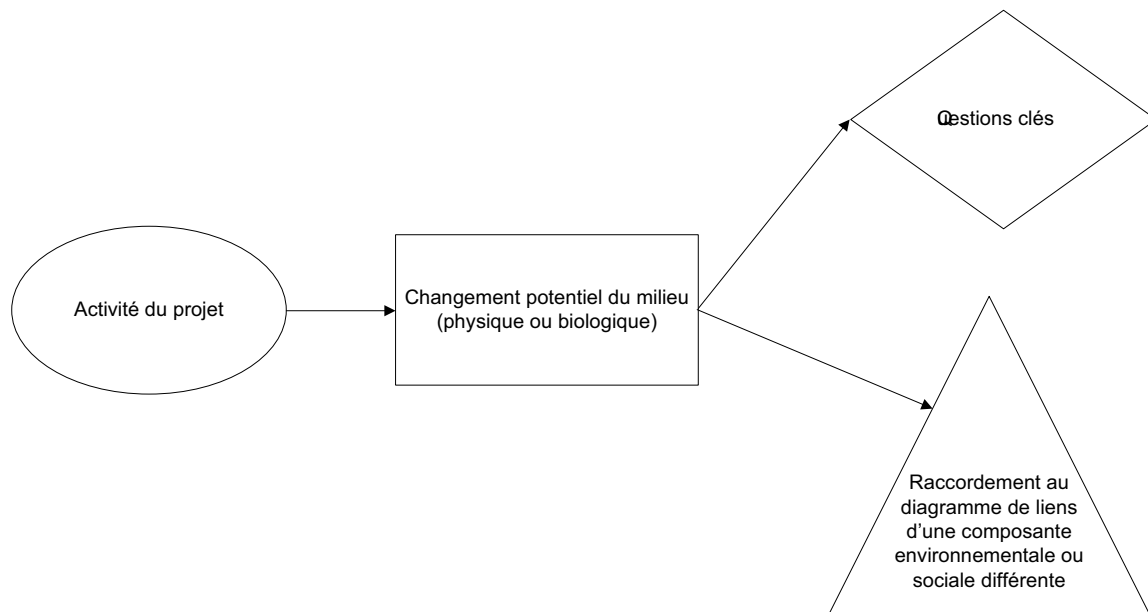 Questions clés
Activité du projet
Changement potentiel du milieu
(physique ou biologique)
Raccordement au
diagramme de liens
d’une composante
environnementale ou
sociale différente